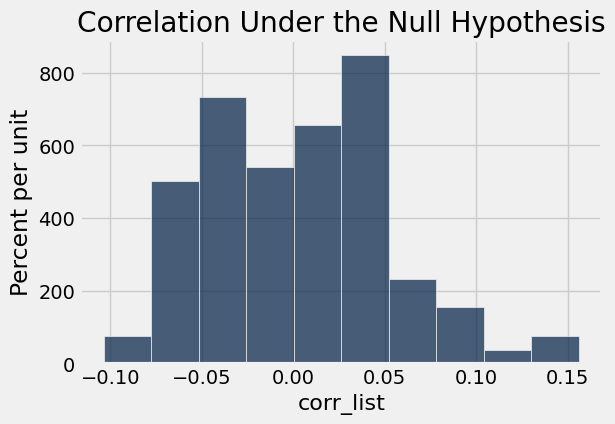 Correlation Under the Null Hypothesis
Percent per unit
800
600
400
200
0
−0.10 −0.05 0.00 0.05 0.10 0.15
corr_list